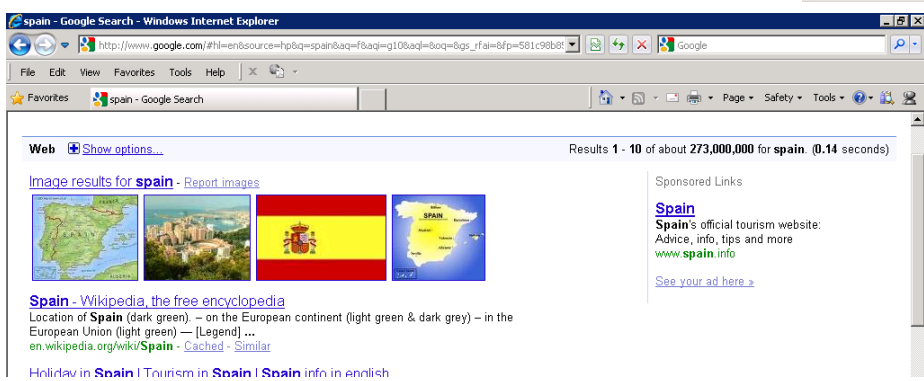 spain - Google Search - Windows Internet Explorer
http://www.google.com/#hl=en&source=hp&q=spain&aq=f&aqi=g10&aql=&oq=&gs_rfai=&fp=581c98b8
Google
File Edit View Favorites Tools Help
Favorites
spain - Google Search
Page Safety Tools
Web Show options...
Results 1 - 10 of about 273,000,000 for spain. (0.14 seconds)
Image results for spain - Report images
SPAIN
SPAIN
Spain - Wikipedia, the free encyclopedia
Location of Spain (dark green). – on the European continent (light green & dark grey) – in the
European Union (light green) — [Legend] ...
en.wikipedia.org/wiki/Spain - Cached - Similar
Holiday in Spain | Tourism in Spain | Spain info in english
Sponsored Links
Spain
Spain's official tourism website:
Advice, info, tips and more
www.spain.info
See your ad here »